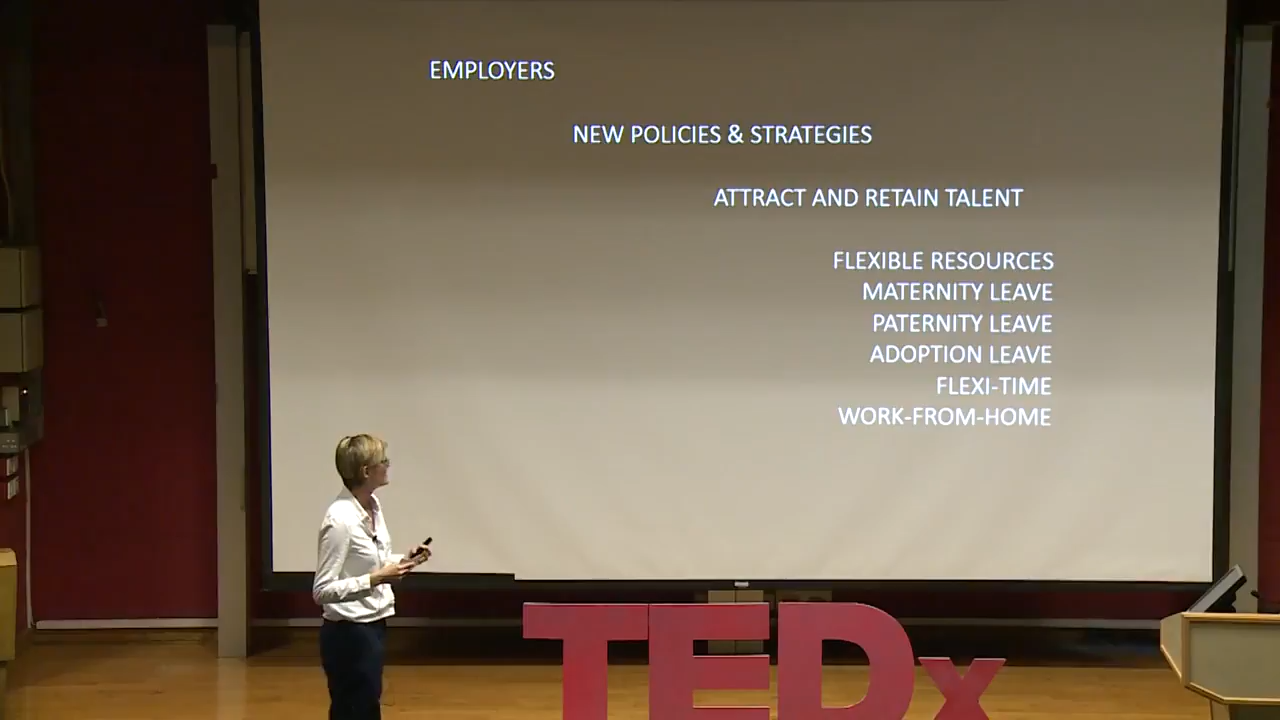 EMPLOYERS
NEW POLICIES & STRATEGIES
ATTRACT AND RETAIN TALENT
FLEXIBLE RESOURCES
MATERNITY LEAVE
PATERNITY LEAVE
ADOPTION LEAVE
FLEXI-TIME
WORK-FROM-HOME
TEDx